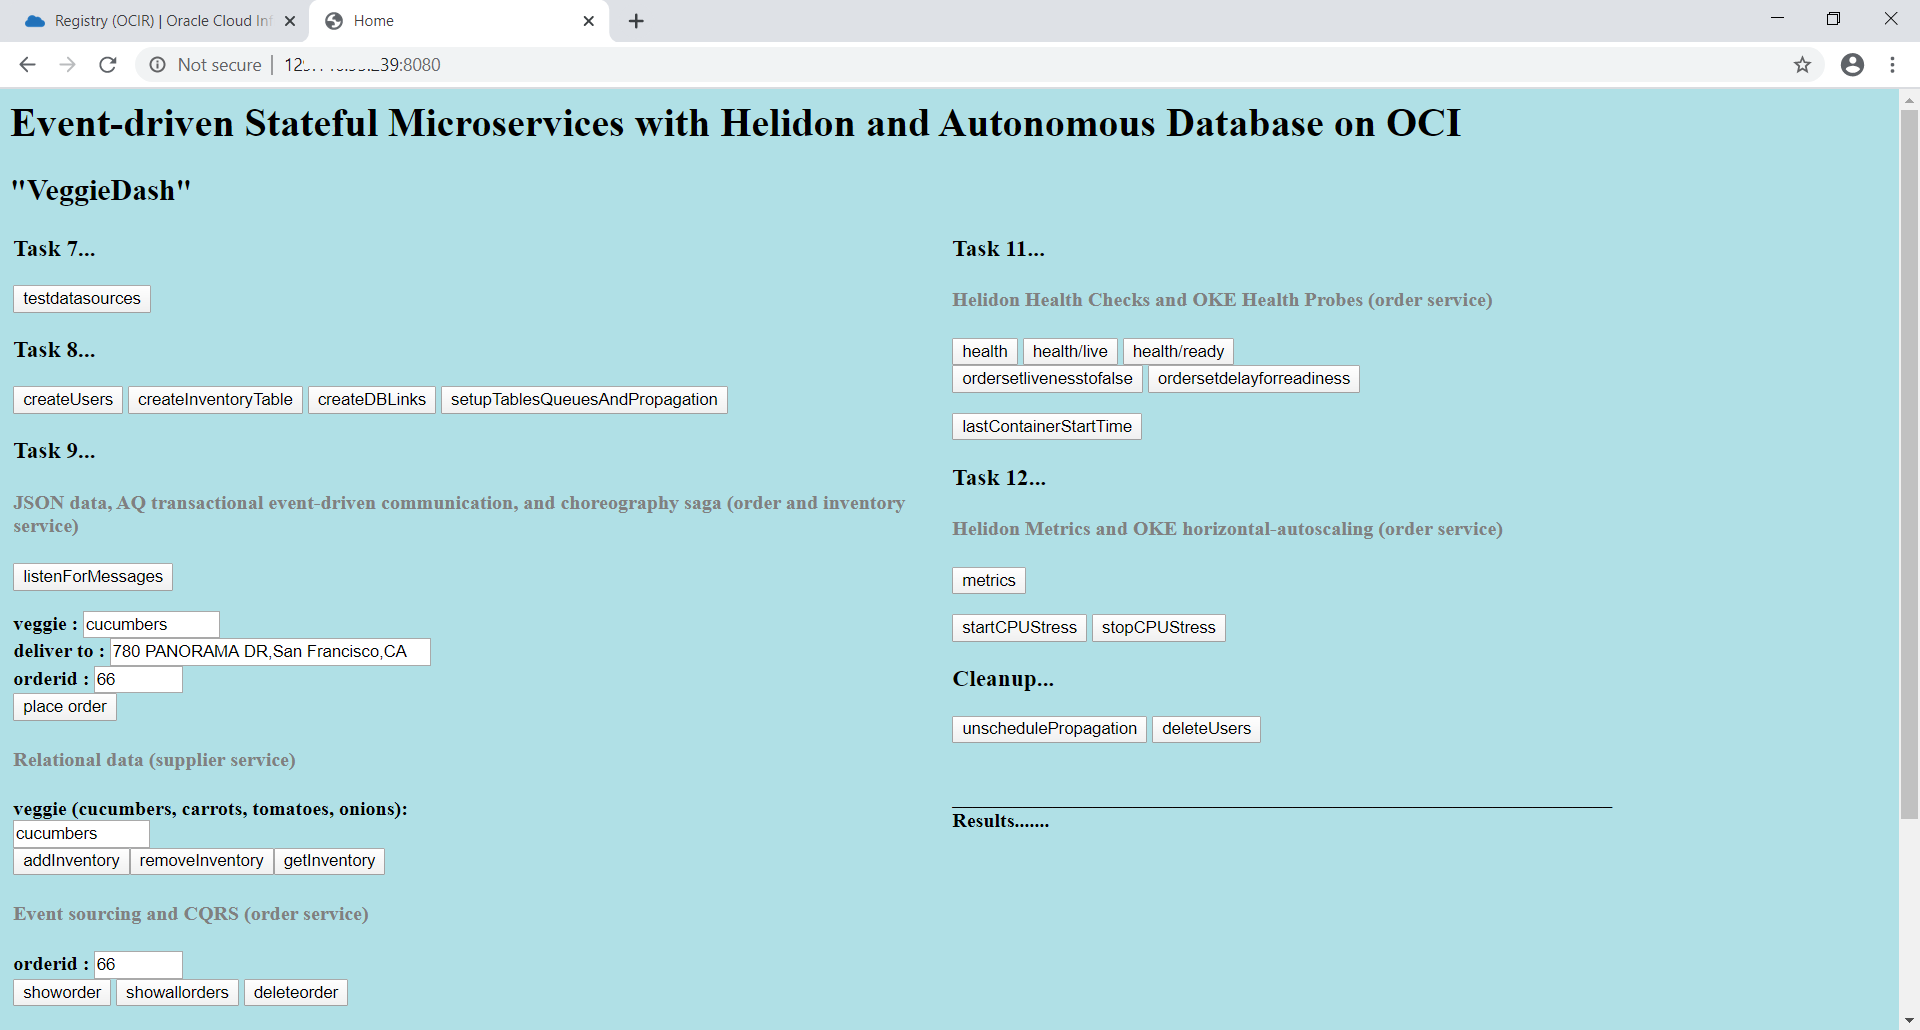 Registry (OCIR) | Oracle Cloud Inf
Home
Not secure
39:8080
Event-driven Stateful Microservices with Helidon and Autonomous Database on OCI
"VeggieDash"
Task 7...
testdatasources
Task 8...
createUsers createInventoryTable createDBLinks setupTablesQueuesAndPropagation
Task 9...
JSON data, AQ transactional event-driven communication, and choreography saga (order and inventory
service)
listenForMessages
veggie : cucumbers
deliver to : 780 PANORAMA DR,San Francisco,CA
orderid : 66
place order
Relational data (supplier service)
veggie (cucumbers, carrots, tomatoes, onions):
cucumbers
addInventory removeInventory getInventory
Event sourcing and CQRS (order service)
orderid : 66
showorder showallorders deleteorder
Task 11...
Helidon Health Checks and OKE Health Probes (order service)
health health/live health/ready
ordersetlivenesstofalse ordersetdelayforreadiness
lastContainerStartTime
Task 12...
Helidon Metrics and OKE horizontal-autoscaling (order service)
metrics
startCPUStress stopCPUStress
Cleanup...
unschedulePropagation deleteUsers
Results.......